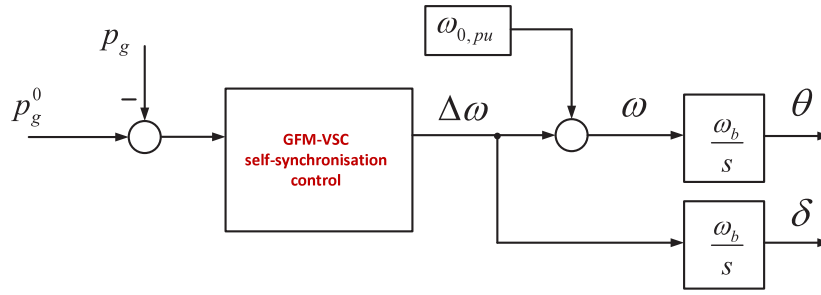 p_g
p_g^0
−
GFM-VSC
self-synchronisation
control
Δω
ω_{0,pu}
ω
ω_b
s
θ
ω_b
s
δ